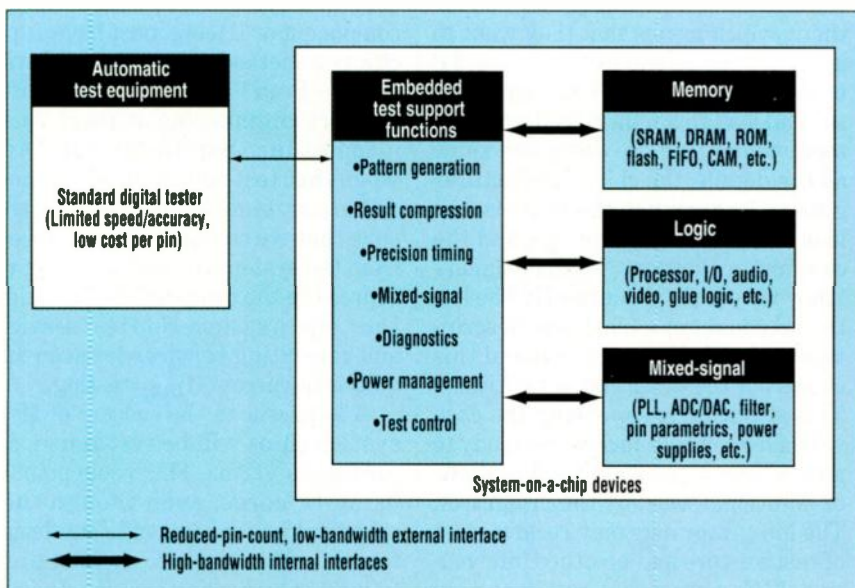 Automatic
test equipment
Standard digital tester
(Limited speed/accuracy,
low cost per pin)
Embedded
test support
functions
•Pattern generation
•Result compression
•Precision timing
•Mixed-signal
•Diagnostics
•Power management
•Test control
Memory
(SRAM, DRAM, ROM,
flash, FIFO, CAM, etc.)
Logic
(Processor, I/O, audio,
video, glue logic, etc.)
Mixed-signal
(PLL, ADC/DAC, filter,
pin parametrics, power
supplies, etc.)
System-on-a-chip devices
Reduced-pin-count, low-bandwidth external interface
High-bandwidth internal interfaces